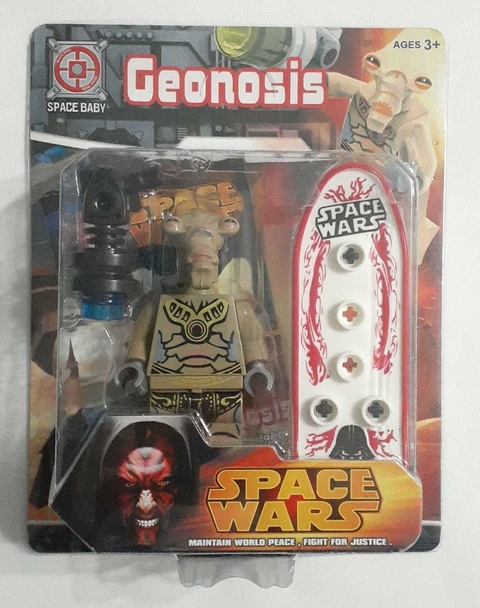 AGES 3+
Geonosis
SPACE BABY
SPACE
SPACE
WARS
SPACE
WARS
MAINTAIN WORLD PEACE , FIGHT FOR JUSTICE .